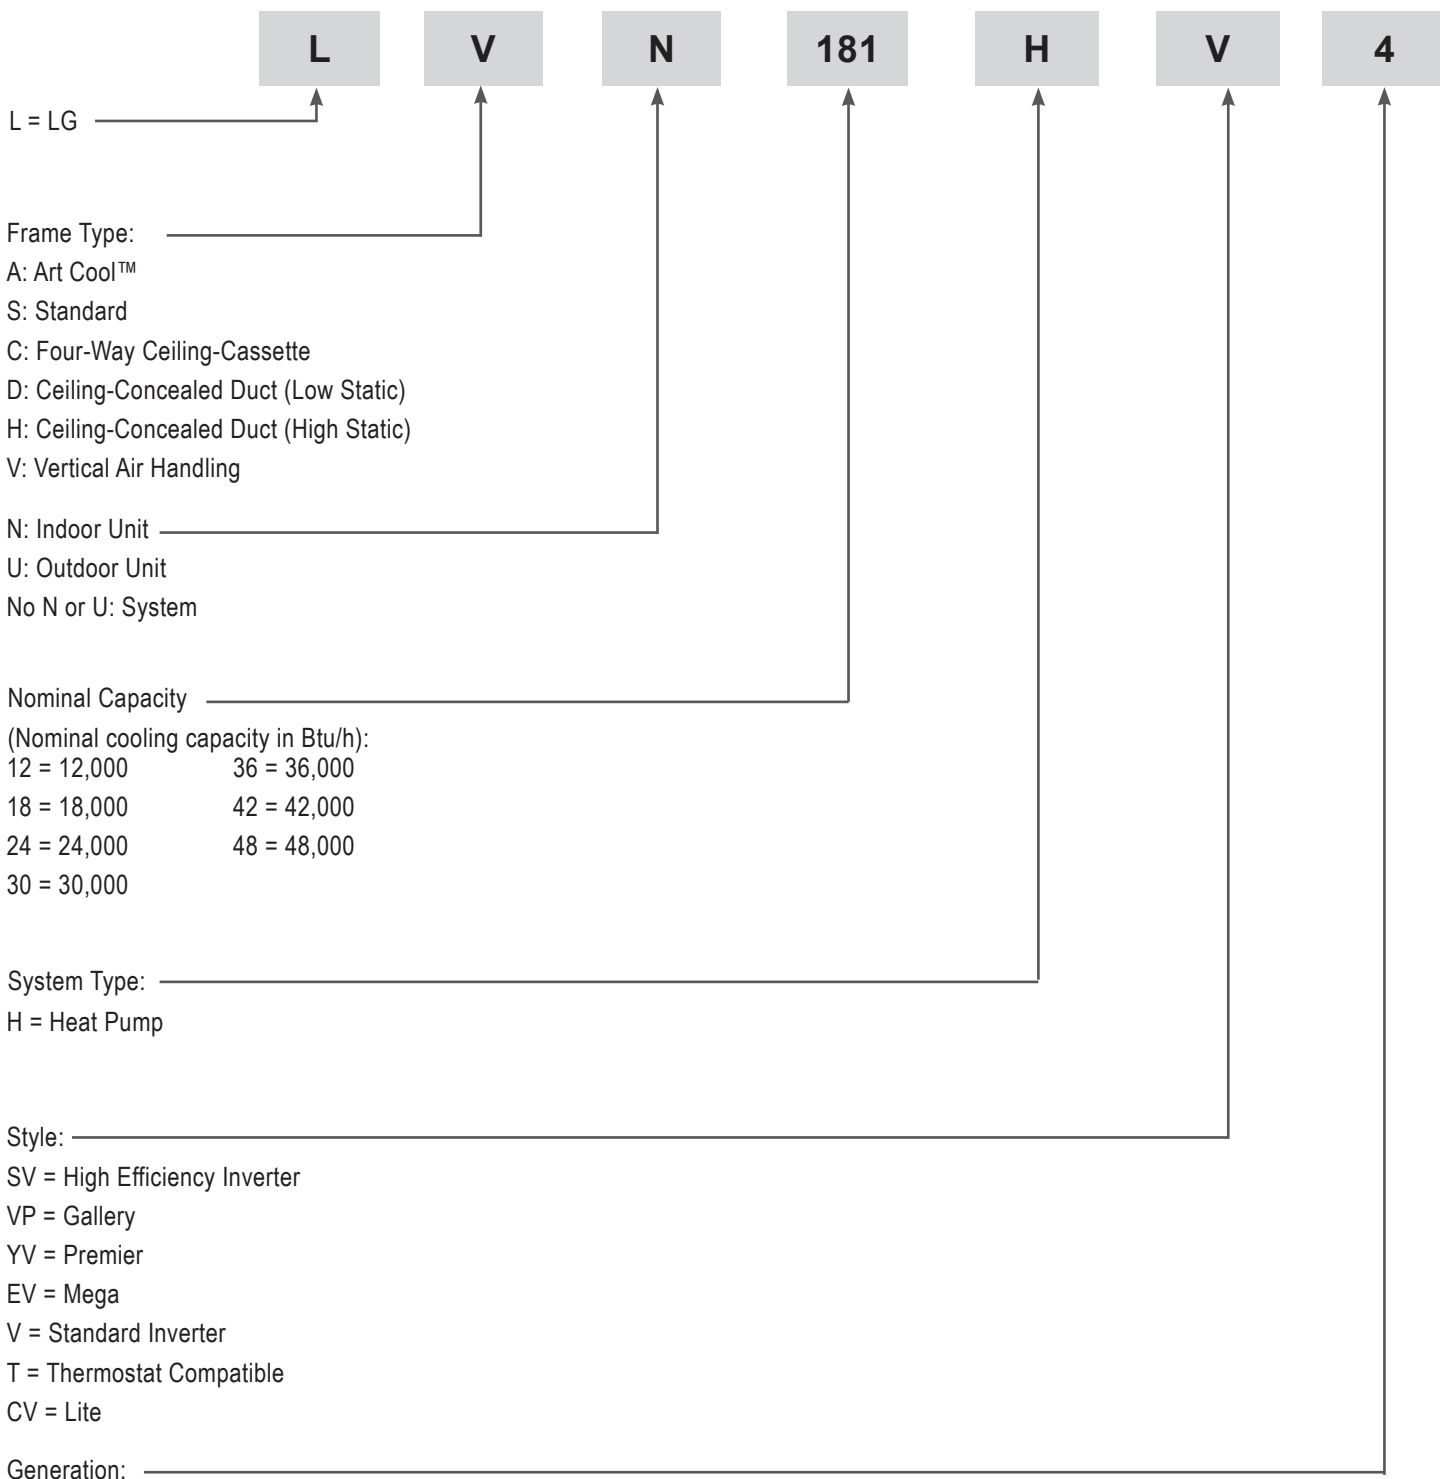 L V N 181 H V 4
L = LG
Frame Type:
A: Art Cool™
S: Standard
C: Four-Way Ceiling-Cassette
D: Ceiling-Concealed Duct (Low Static)
H: Ceiling-Concealed Duct (High Static)
V: Vertical Air Handling
N: Indoor Unit
U: Outdoor Unit
No N or U: System
Nominal Capacity
(Nominal cooling capacity in Btu/h):
12 = 12,000 36 = 36,000
18 = 18,000 42 = 42,000
24 = 24,000 48 = 48,000
30 = 30,000
System Type:
H = Heat Pump
Style:
SV = High Efficiency Inverter
VP = Gallery
YV = Premier
EV = Mega
V = Standard Inverter
T = Thermostat Compatible
CV = Lite
Generation: